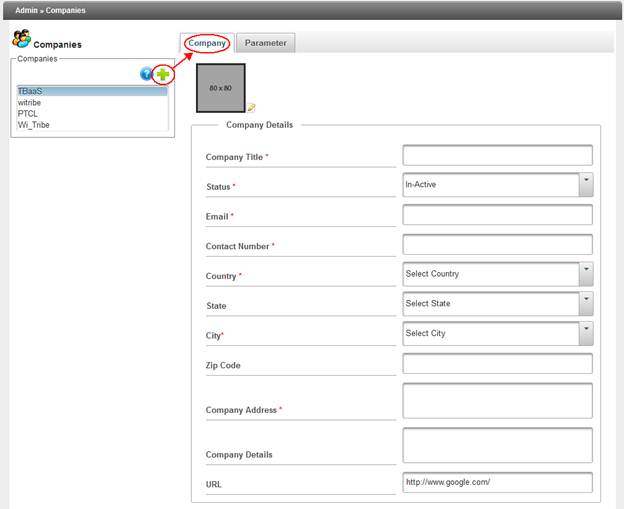 Admin » Companies
Companies
Companies
TBaaS
witribe
PTCL
Wi_Tribe
Company
Parameter
80 x 80
Company Details
Company Title *
Status *
In-Active
Email *
Contact Number *
Country *
Select Country
State
Select State
City*
Select City
Zip Code
Company Address *
Company Details
URL
http://www.google.com/